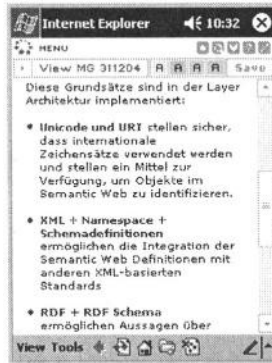 Internet Explorer 10:32
MENU
View MG 311204 A A A A Save
Diese Grundsätze sind in der Layer
Architektur implementiert:
• Unicode und URI stellen sicher,
dass internationale
Zeichensätze verwendet werden
und stellen ein Mittel zur
Verfügung, um Objekte im
Semantic Web zu identifizieren.
• XML + Namespace +
Schemadefinitionen
ermöglichen die Integration der
Semantic Web Definitionen mit
anderen XML-basierten
Standards
• RDF + RDF Schema
ermöglichen Aussagen über
View Tools